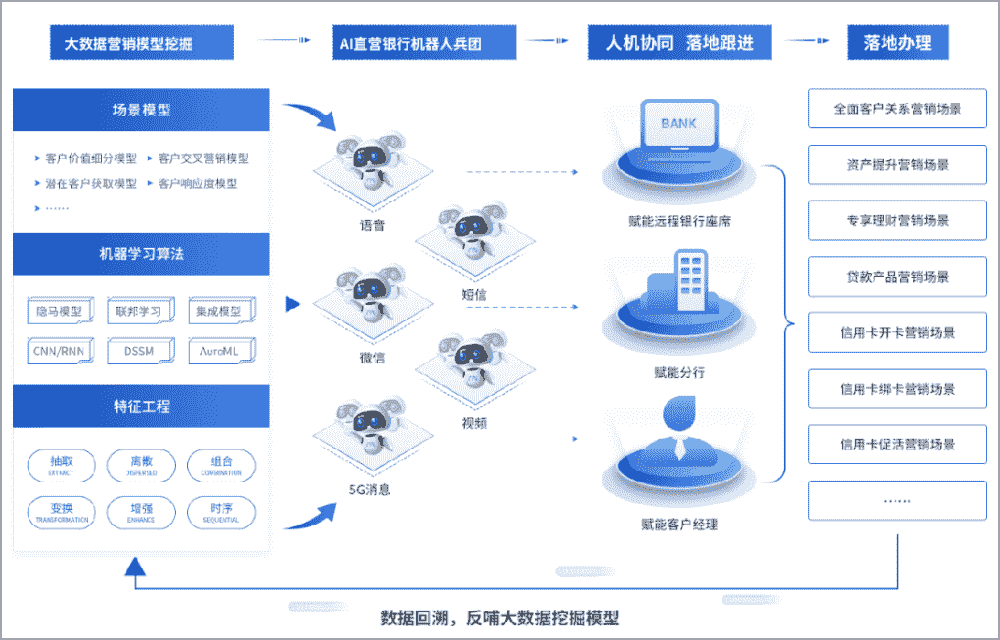 大数据营销模型挖掘
AI直营银行机器人兵团
人机协同 落地跟进
落地办理
场景模型
客户价值细分模型
客户交叉营销模型
潜在客户获取模型
客户响应度模型
······
机器学习算法
隐马模型
联邦学习
集成模型
CNN/RNN
DSSM
AuroML
特征工程
抽取
EXTRACT
离散
DISPERSED
组合
COMBINATION
变换
TRANSFORMATION
增强
ENHANCE
时序
SEQUENTIAL
语音
短信
微信
视频
5G消息
BANK
赋能远程银行座席
赋能分行
赋能客户经理
全面客户关系营销场景
资产提升营销场景
专享理财营销场景
贷款产品营销场景
信用卡开卡营销场景
信用卡绑卡营销场景
信用卡促活营销场景
······
数据回溯，反哺大数据挖掘模型